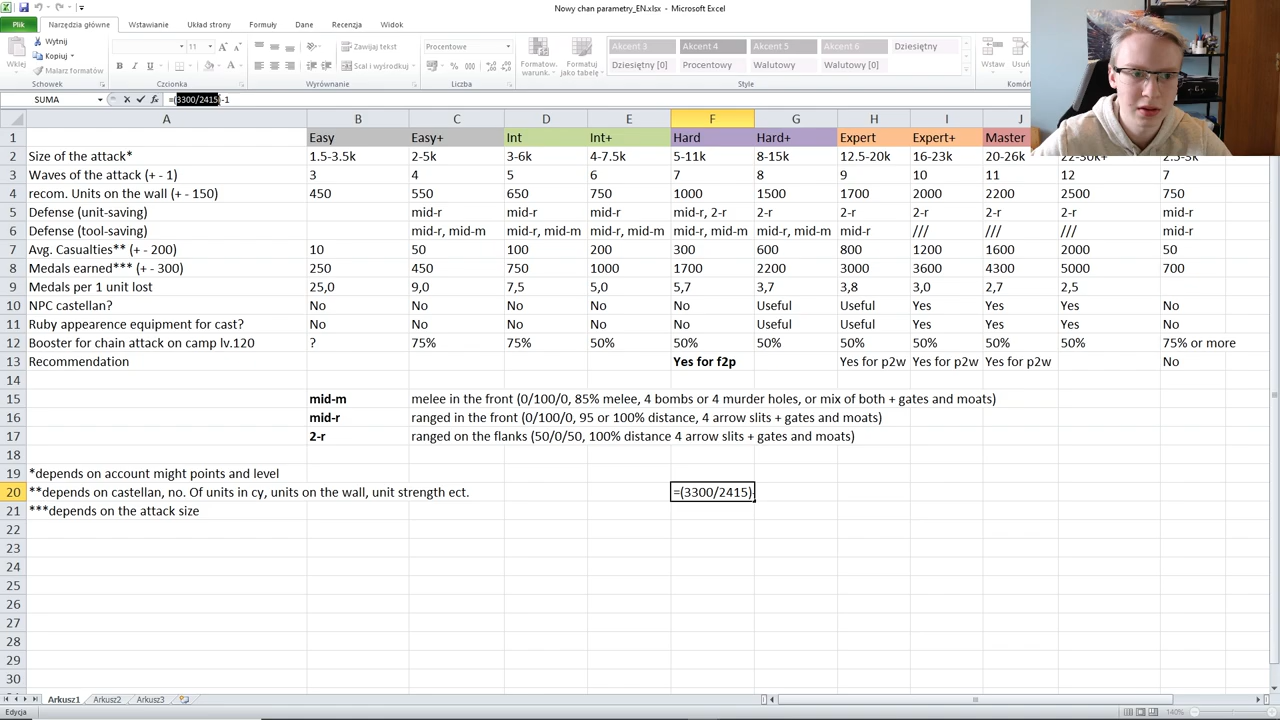 Nowy chan parametry_EN.xlsx - Microsoft Excel
Plik Narzędzia główne Wstawianie Układ strony Formuły Dane Recenzja Widok
Wklej Wytnij Kopiuj Malarz formatów Schowek
11 B I U Czcionka
Zawijaj tekst Scal i wyśrodkuj Wyrównanie
Procentowe % 000 Liczba
Formatow. warunk. Formatuj jako tabelę
Akcent 3 Akcent 4 Akcent 5 Akcent 6 Dziesiętny
Dziesiętny [0] Procentowy Walutowy Walutowy [0]
Style
Wstaw Usuń
SUMA fx =(3300/2415)-1
A B C D E F G H I J
1 Easy Easy+ Int Int+ Hard Hard+ Expert Expert+ Master
2 Size of the attack* 1.5-3.5k 2-5k 3-6k 4-7.5k 5-11k 8-15k 12.5-20k 16-23k 20-26k 22-30k+ 2.5-3k
3 Waves of the attack (+ - 1) 3 4 5 6 7 8 9 10 11 12 7
4 recom. Units on the wall (+ - 150) 450 550 650 750 1000 1500 1700 2000 2200 2500 750
5 Defense (unit-saving) mid-r mid-r mid-r mid-r, 2-r 2-r 2-r 2-r 2-r 2-r mid-r
6 Defense (tool-saving) mid-r, mid-m mid-r, mid-m mid-r, mid-m mid-r, mid-m mid-r, mid-m mid-r /// /// /// mid-r
7 Avg. Casualties** (+ - 200) 10 50 100 200 300 600 800 1200 1600 2000 50
8 Medals earned*** (+ - 300) 250 450 750 1000 1700 2200 3000 3600 4300 5000 700
9 Medals per 1 unit lost 25,0 9,0 7,5 5,0 5,7 3,7 3,8 3,0 2,7 2,5
10 NPC castellan? No No No No No Useful Useful Yes Yes Yes No
11 Ruby appearence equipment for cast? No No No No No Useful Useful Yes Yes Yes No
12 Booster for chain attack on camp lv.120 ? 75% 75% 50% 50% 50% 50% 50% 50% 50% 75% or more
13 Recommendation Yes for f2p Yes for p2w Yes for p2w Yes for p2w No
14
15 mid-m melee in the front (0/100/0, 85% melee, 4 bombs or 4 murder holes, or mix of both + gates and moats)
16 mid-r ranged in the front (0/100/0, 95 or 100% distance, 4 arrow slits + gates and moats)
17 2-r ranged on the flanks (50/0/50, 100% distance 4 arrow slits + gates and moats)
18
19 *depends on account might points and level
20 **depends on castellan, no. Of units in cy, units on the wall, unit strength ect. =(3300/2415)-
21 ***depends on the attack size
22
23
24
25
26
27
28
29
30
Arkusz1 Arkusz2 Arkusz3
Edycja 140%